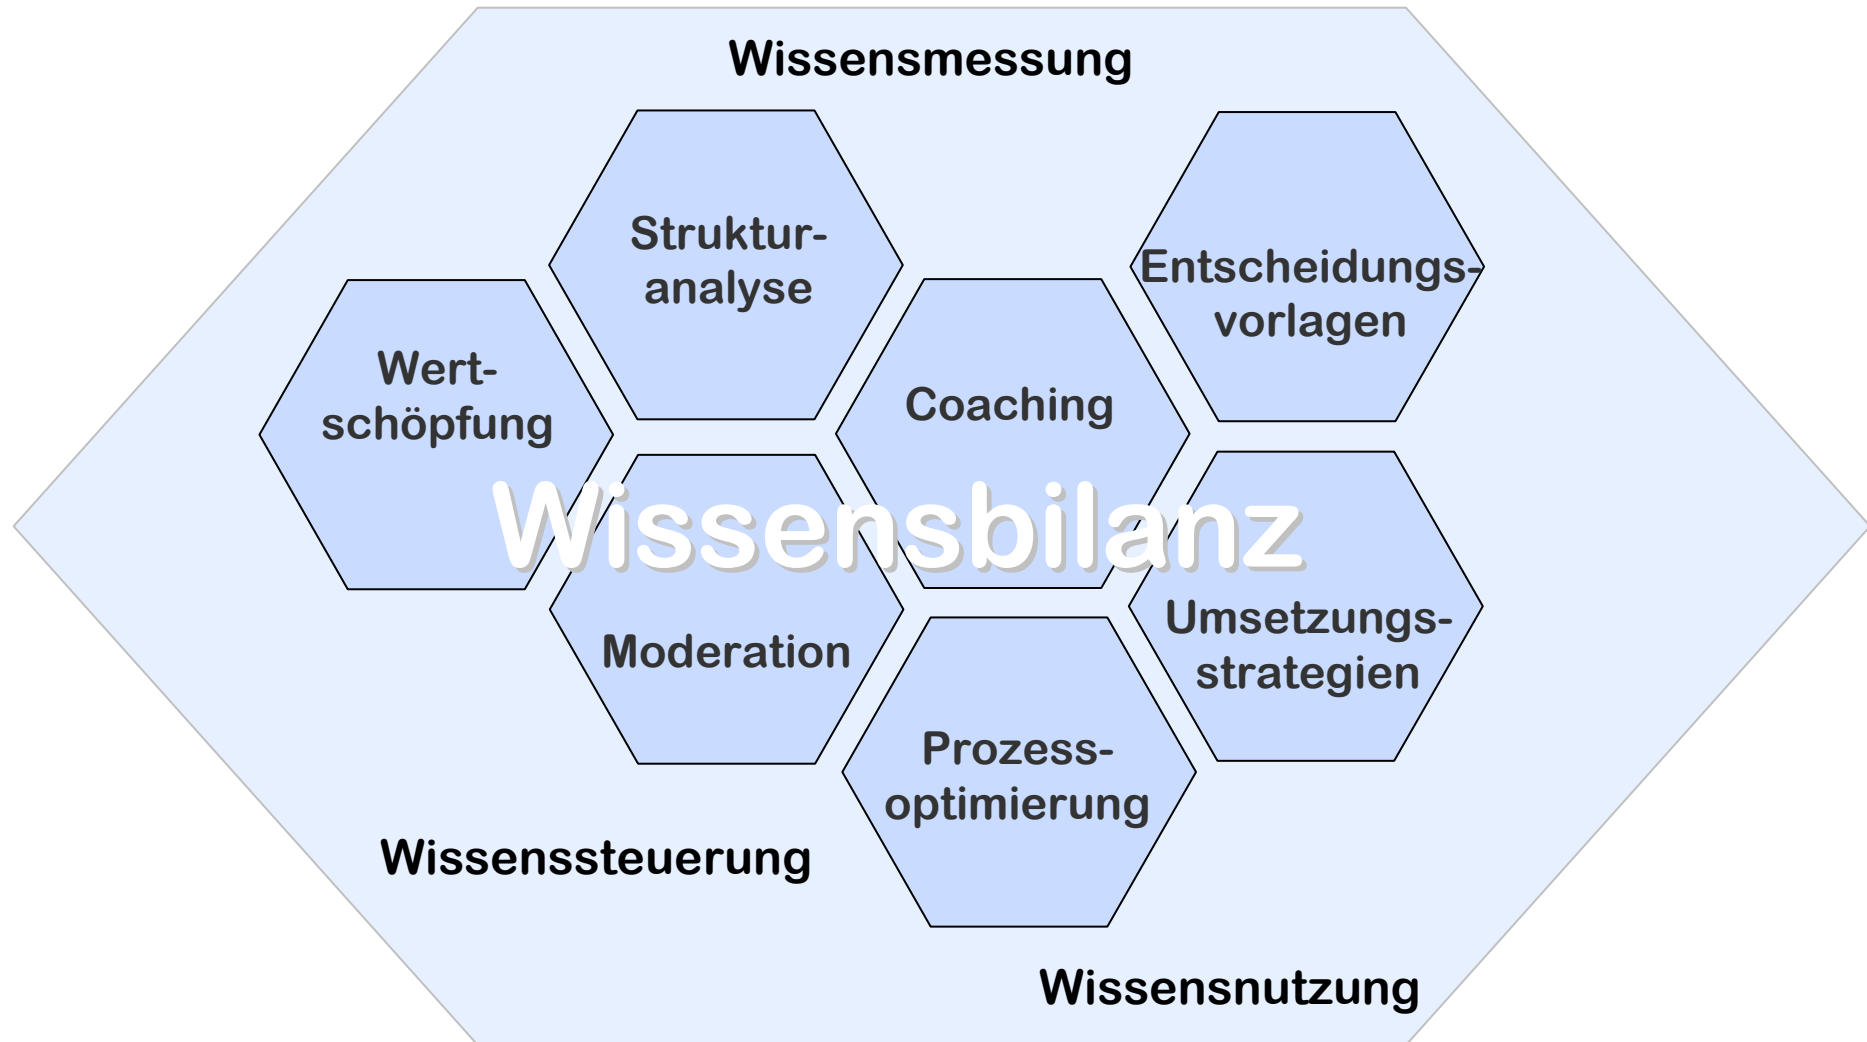 Wissensmessung
Struktur-
analyse
Entscheidungs-
vorlagen
Wert-
schöpfung
Coaching
Wissensbilanz
Moderation
Umsetzungs-
strategien
Prozess-
optimierung
Wissenssteuerung
Wissensnutzung